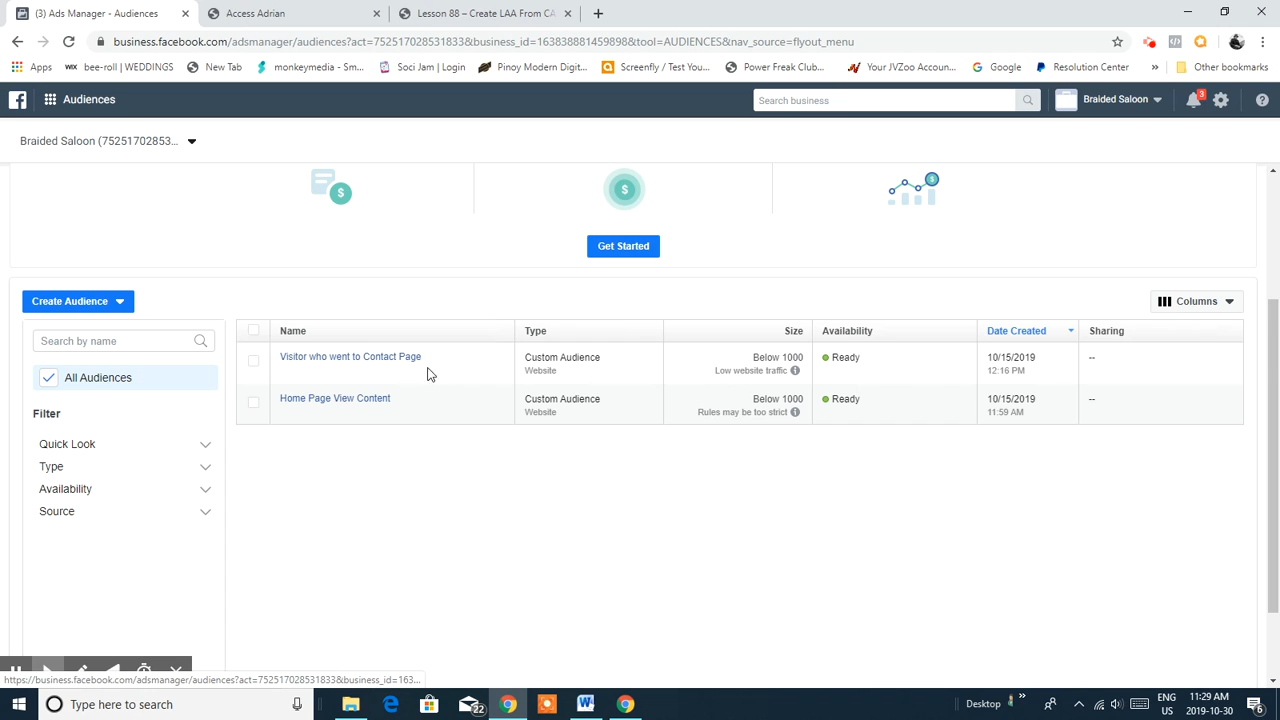 (3) Ads Manager - Audiences
Access Adrian
Lesson 88 – Create LAA From CA
business.facebook.com/adsmanager/audiences?act=752517028531833&business_id=163838881459898&tool=AUDIENCES&nav_source=flyout_menu
Apps
WIX bee-roll | WEDDINGS
New Tab
monkeymedia - Sm...
Soci Jam | Login
Pinoy Modern Digit...
Screenfly / Test You...
Power Freak Club...
Your JVZoo Accoun...
Google
Resolution Center
»
Other bookmarks
Audiences
Search business
Braided Saloon
3
Braided Saloon (75251702853...
Get Started
Create Audience
Columns
Search by name
All Audiences
Filter
Quick Look
Type
Availability
Source
Name Type Size Availability Date Created Sharing
Visitor who went to Contact Page Custom Audience Below 1000 Ready 10/15/2019 --
Website Low website traffic 12:16 PM
Home Page View Content Custom Audience Below 1000 Ready 10/15/2019 --
Website Rules may be too strict 11:59 AM
https://business.facebook.com/adsmanager/audiences?act=752517028531833&business_id=163...
Type here to search
22
Desktop
»
ENG
US
11:29 AM
2019-10-30
6